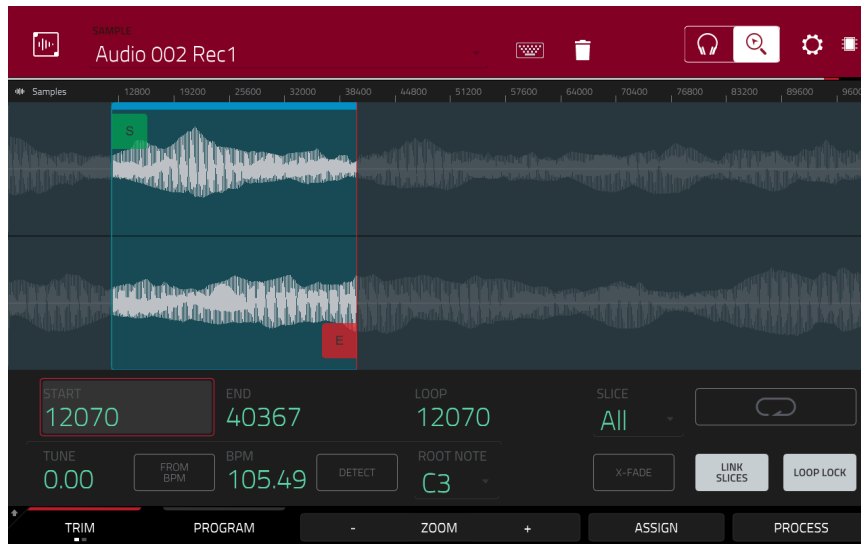 SAMPLE
Audio 002 Rec1
Samples 12800 19200 25600 32000 38400 44800 51200 57600 64000 70400 76800 83200 89600 9600
S
E
START END LOOP SLICE
12070 40367 12070 All
TUNE BPM ROOT NOTE
0.00 FROM BPM 105.49 DETECT C3 X-FADE LINK SLICES LOOP LOCK
TRIM PROGRAM - ZOOM + ASSIGN PROCESS